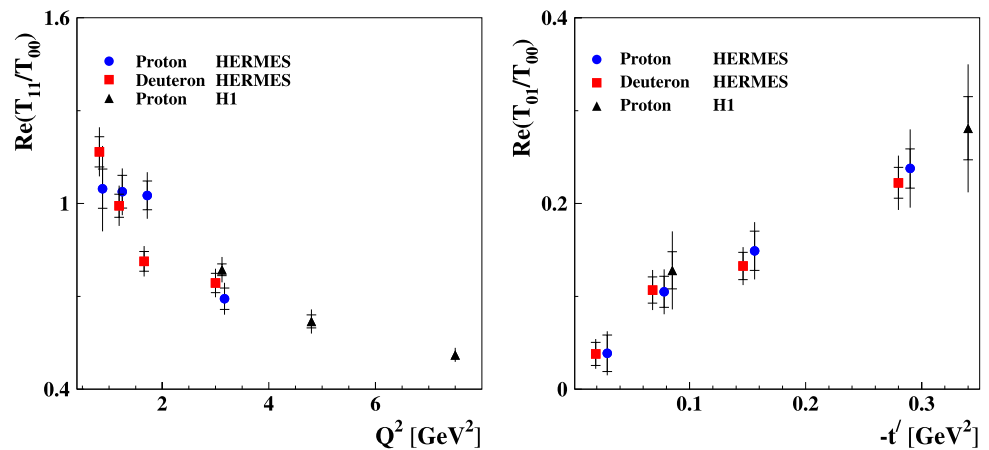 Re(T11/T00)
1.6
1
0.4
Proton HERMES
Deuteron HERMES
Proton H1
2 4 6
Q² [GeV²]
Re(T01/T00)
0.4
0.2
0
Proton HERMES
Deuteron HERMES
Proton H1
0.1 0.2 0.3
-t′ [GeV²]